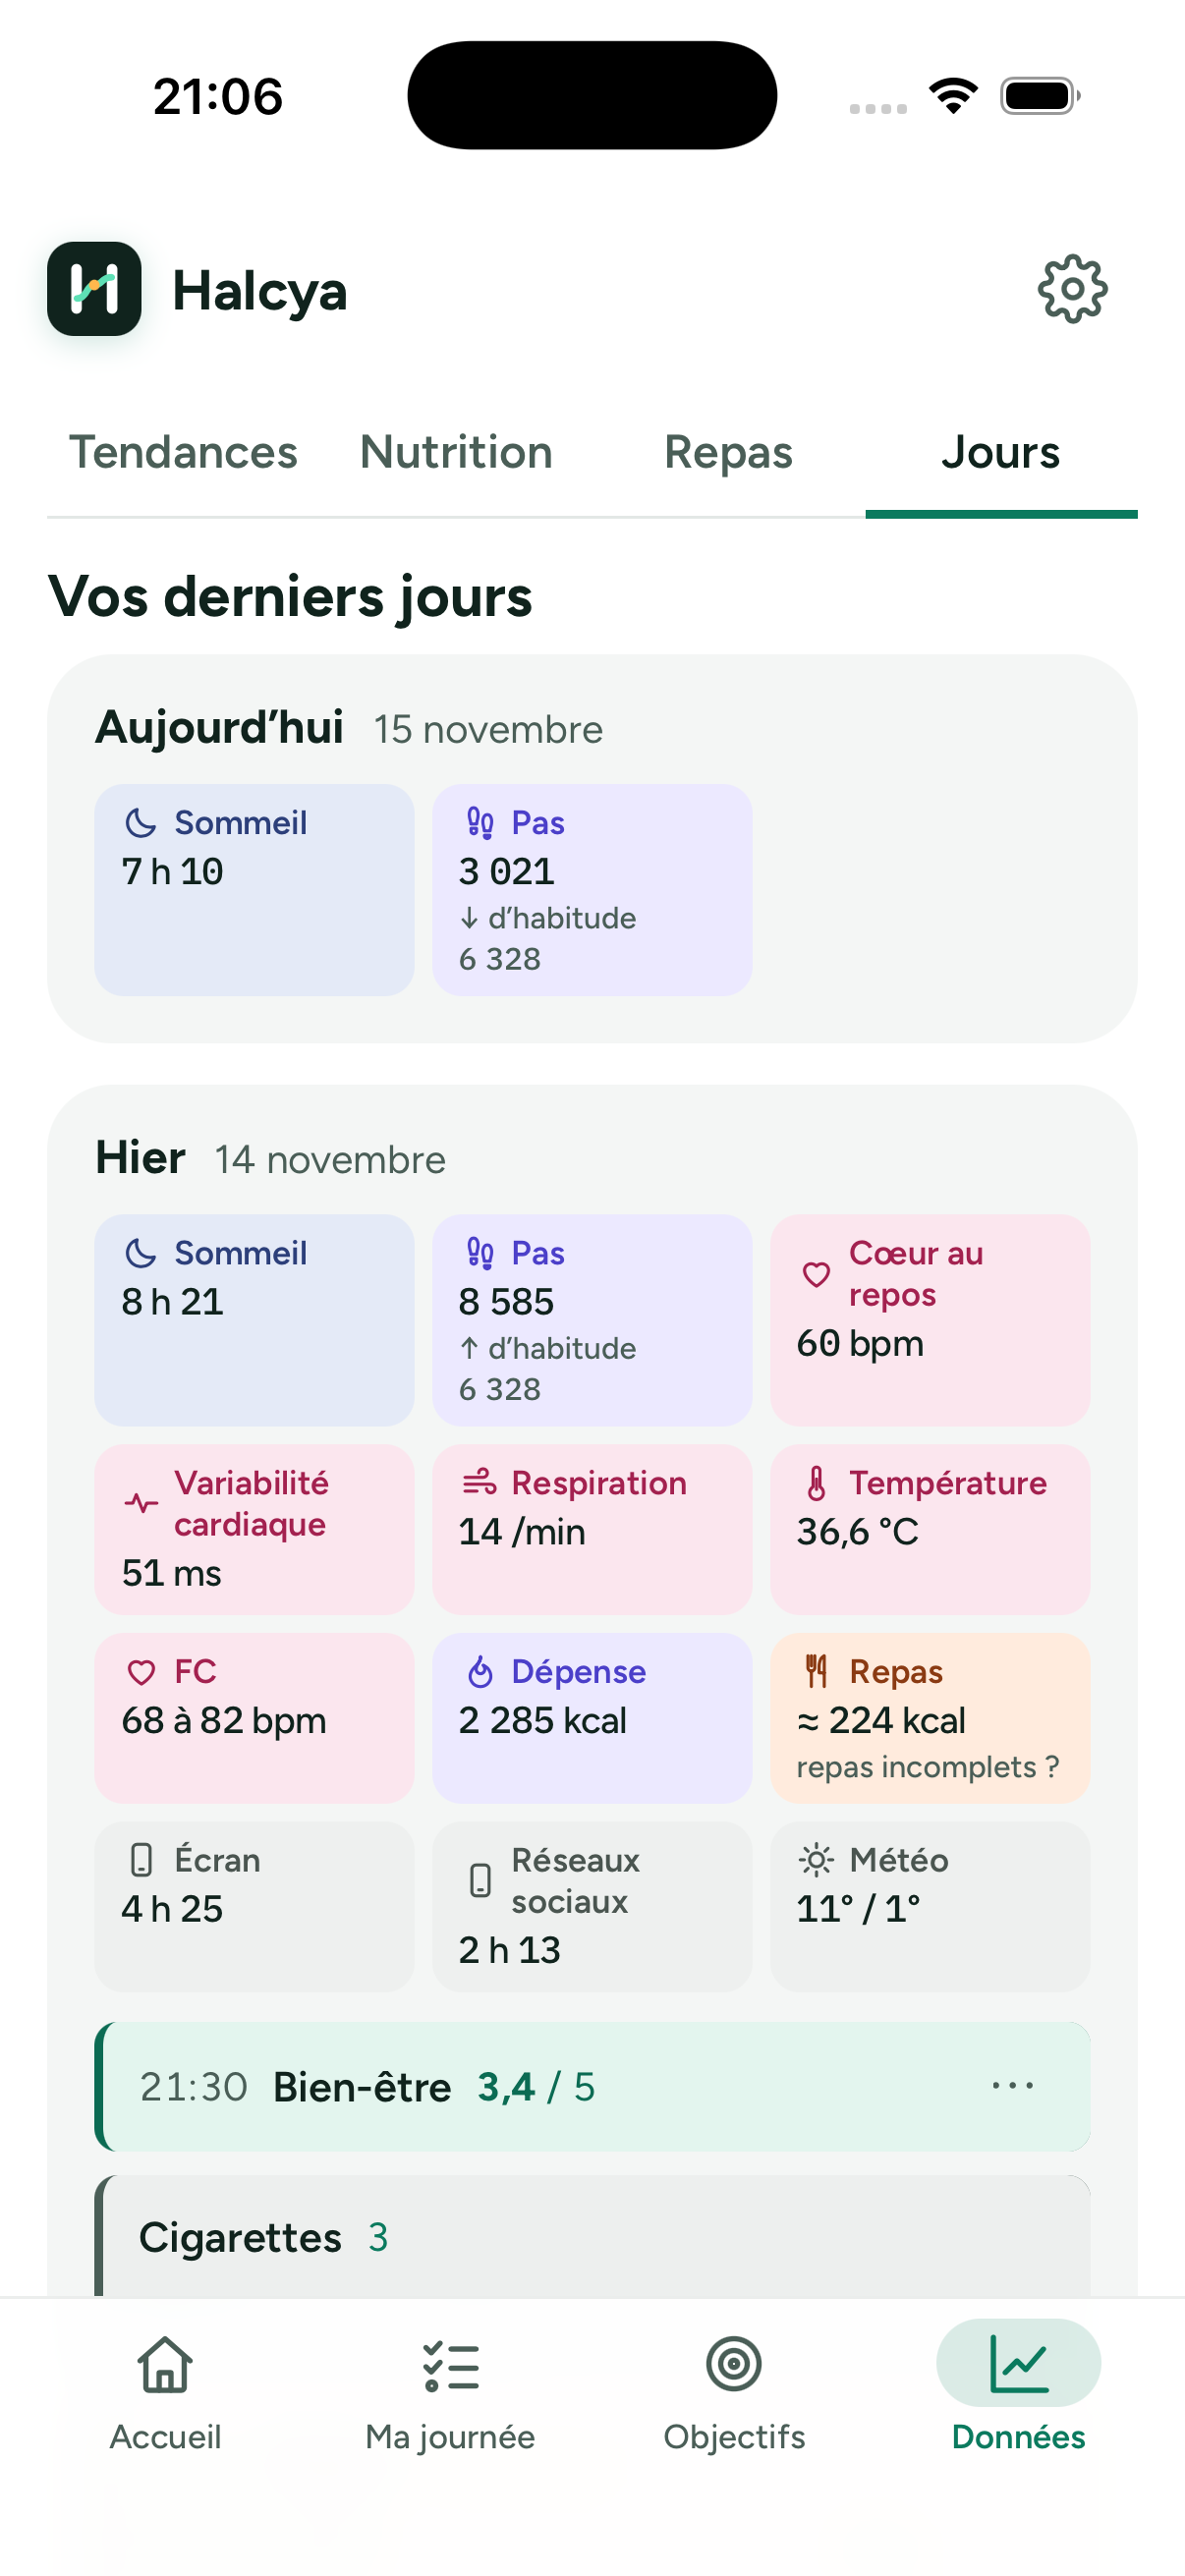 21:06
Halcya
Tendances Nutrition Repas Jours
Vos derniers jours
Aujourd’hui 15 novembre
Sommeil
7 h 10
Pas
3 021
↓ d’habitude
6 328
Hier 14 novembre
Sommeil
8 h 21
Pas
8 585
↑ d’habitude
6 328
Cœur au
repos
60 bpm
Variabilité
cardiaque
51 ms
Respiration
14 /min
Température
36,6 °C
FC
68 à 82 bpm
Dépense
2 285 kcal
Repas
≈ 224 kcal
repas incomplets ?
Écran
4 h 25
Réseaux
sociaux
2 h 13
Météo
11° / 1°
21:30 Bien-être 3,4 / 5
Cigarettes 3
Accueil Ma journée Objectifs Données